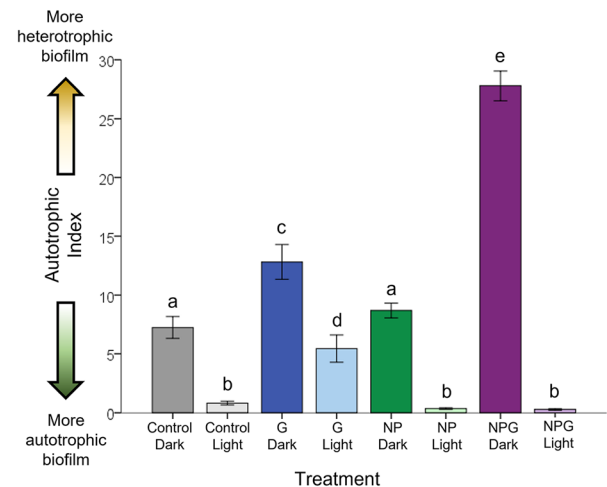 More
heterotrophic
biofilm
Autotrophic
Index
More
autotrophic
biofilm
30
25
20
15
10
5
0
a
b
c
d
a
b
e
b
Control
Dark
Control
Light
G
Dark
G
Light
NP
Dark
NP
Light
NPG
Dark
NPG
Light
Treatment